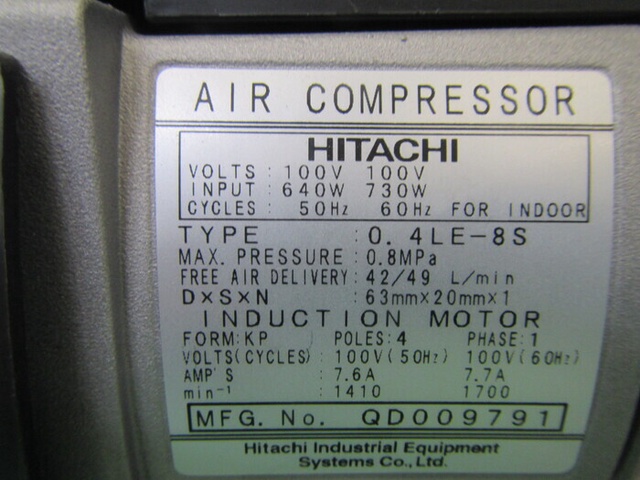 AIR COMPRESSOR
HITACHI
VOLTS : 100V 100V
INPUT : 640W 730W
CYCLES : 50Hz 60Hz FOR INDOOR
TYPE : 0.4LE-8S
MAX. PRESSURE : 0.8MPa
FREE AIR DELIVERY : 42/49 L/min
D×S×N : 63mm×20mm×1
INDUCTION MOTOR
FORM:KP POLES:4 PHASE:1
VOLTS(CYCLES) : 100V(50Hz) 100V(60Hz)
AMP'S : 7.6A 7.7A
min⁻¹ : 1410 1700
MFG. No. QD009791
Hitachi Industrial Equipment
Systems Co., Ltd.